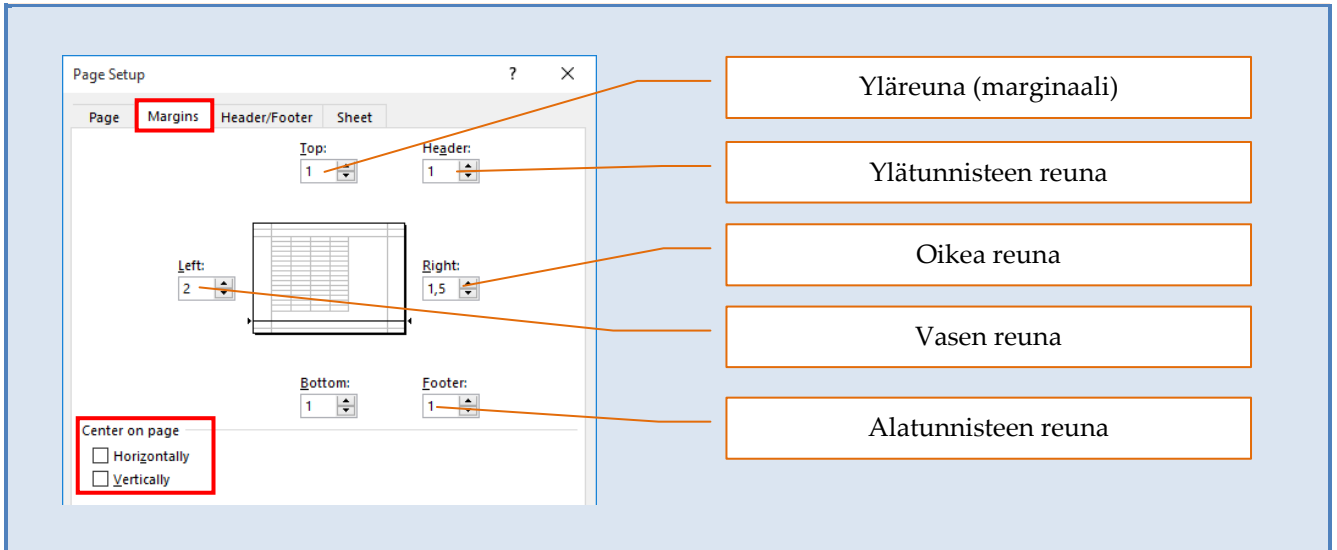 Page Setup ? ×
Page Margins Header/Footer Sheet
Top: Header:
1 1
Left: Right:
2 1,5
Bottom: Footer:
1 1
Center on page
Horizontally
Vertically
Yläreuna (marginaali)
Ylätunnisteen reuna
Oikea reuna
Vasen reuna
Alatunnisteen reuna